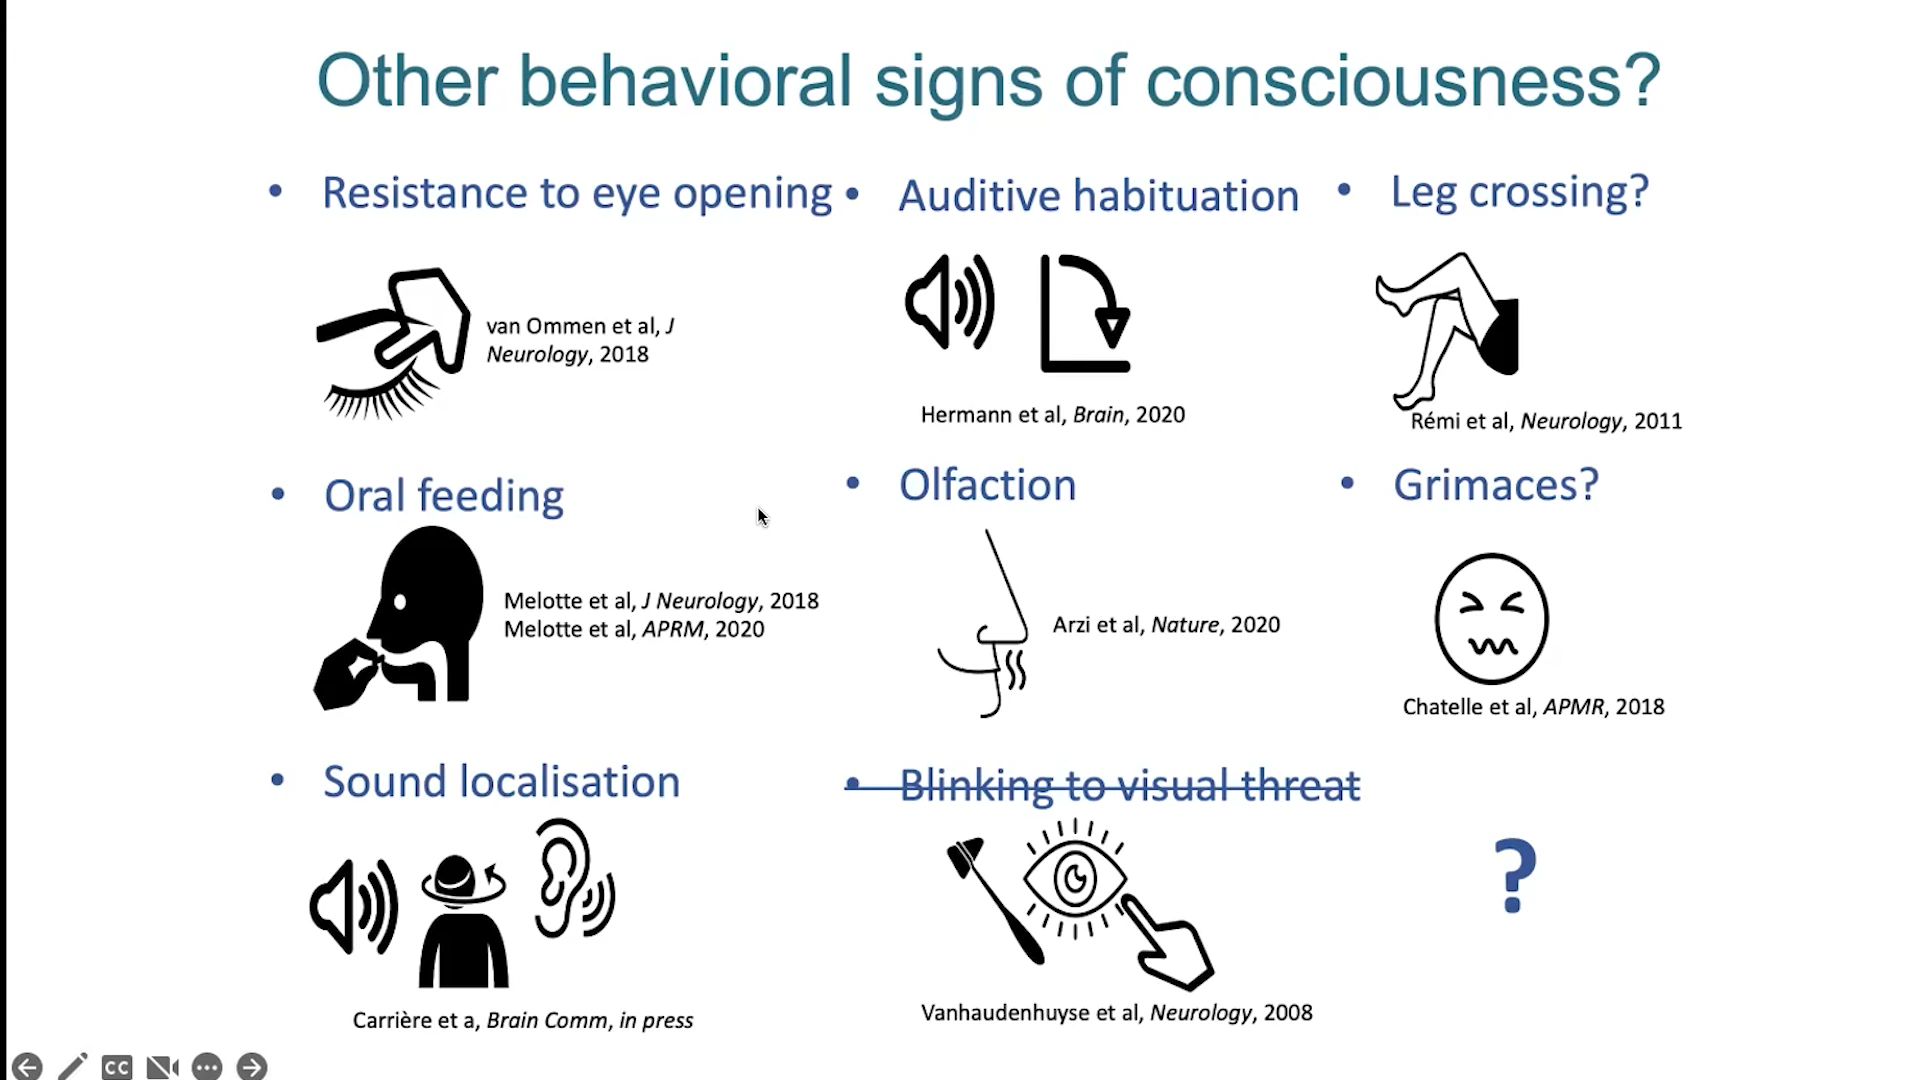 Other behavioral signs of consciousness?
• Resistance to eye opening
van Ommen et al, J
Neurology, 2018
• Auditive habituation
Hermann et al, Brain, 2020
• Leg crossing?
Rémi et al, Neurology, 2011
• Oral feeding
Melotte et al, J Neurology, 2018
Melotte et al, APRM, 2020
• Olfaction
Arzi et al, Nature, 2020
• Grimaces?
Chatelle et al, APMR, 2018
• Sound localisation
Carrière et a, Brain Comm, in press
• Blinking to visual threat
Vanhaudenhuyse et al, Neurology, 2008
?
CC